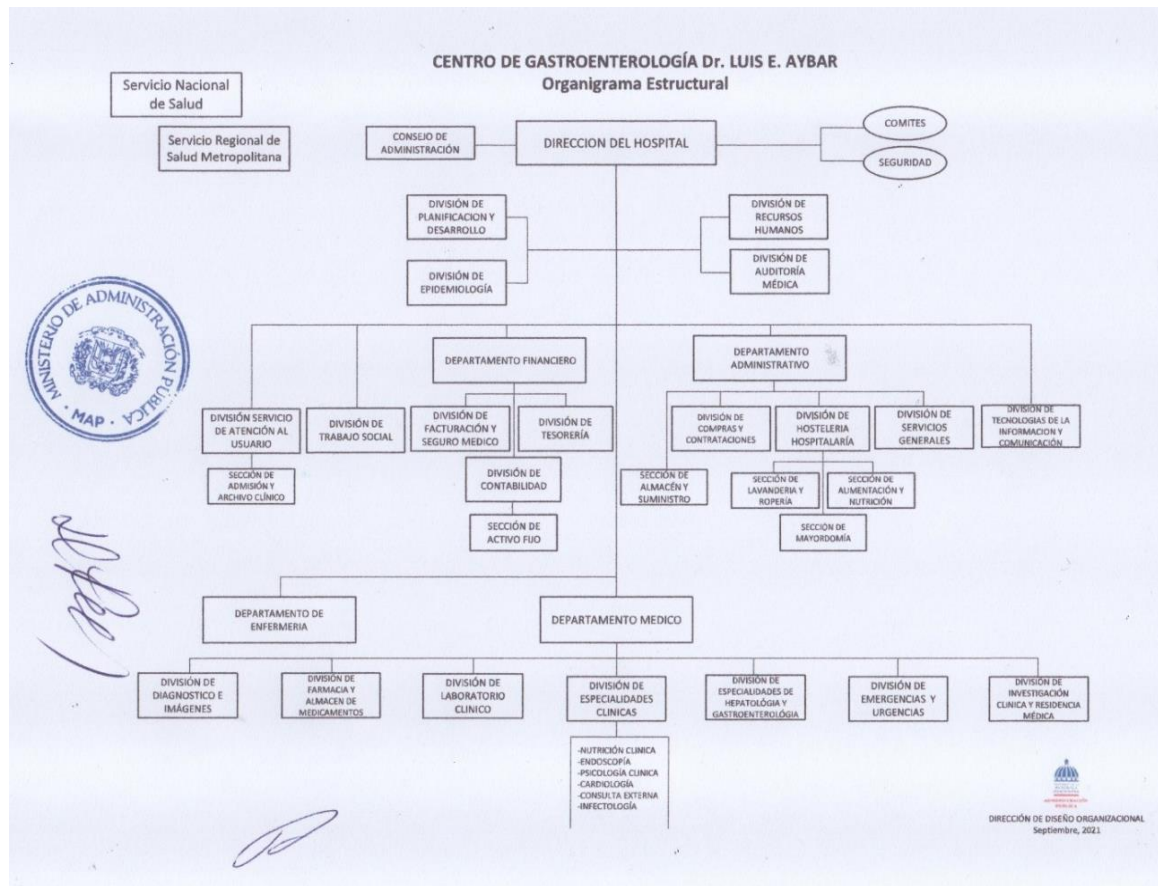 CENTRO DE GASTROENTEROLOGÍA Dr. LUIS E. AYBAR
Organigrama Estructural
Servicio Nacional
de Salud
Servicio Regional de
Salud Metropolitana
CONSEJO DE
ADMINISTRACIÓN
DIRECCION DEL HOSPITAL
COMITES
SEGURIDAD
DIVISIÓN DE
PLANIFICACION Y
DESARROLLO
DIVISIÓN DE
RECURSOS
HUMANOS
DIVISIÓN DE
EPIDEMIOLOGÍA
DIVISIÓN DE
AUDITORÍA
MÉDICA
MINISTERIO DE ADMINISTRACIÓN PÚBLICA
· MAP ·
DEPARTAMENTO FINANCIERO
DEPARTAMENTO
ADMINISTRATIVO
DIVISIÓN SERVICIO
DE ATENCIÓN AL
USUARIO
DIVISIÓN DE
TRABAJO SOCIAL
DIVISIÓN DE
FACTURACIÓN Y
SEGURO MEDICO
DIVISIÓN DE
TESORERÍA
DIVISIÓN DE
COMPRAS Y
CONTRATACIONES
DIVISIÓN DE
HOSTELERIA
HOSPITALARÍA
DIVISIÓN DE
SERVICIOS
GENERALES
DIVISIÓN DE
TECNOLOGIAS DE LA
INFORMACION Y
COMUNICACIÓN
SECCIÓN DE
ADMISIÓN Y
ARCHIVO CLÍNICO
DIVISIÓN DE
CONTABILIDAD
SECCIÓN DE
ALMACÉN Y
SUMINISTRO
SECCIÓN DE
LAVANDERIA Y
ROPERÍA
SECCIÓN DE
ALIMENTACIÓN Y
NUTRICIÓN
SECCIÓN DE
ACTIVO FIJO
SECCIÓN DE
MAYORDOMÍA
DEPARTAMENTO DE
ENFERMERIA
DEPARTAMENTO MEDICO
DIVISIÓN DE
DIAGNOSTICO E
IMÁGENES
DIVISIÓN DE
FARMACIA Y
ALMACEN DE
MEDICAMENTOS
DIVISIÓN DE
LABORATORIO
CLINICO
DIVISIÓN DE
ESPECIALIDADES
CLINICAS
DIVISIÓN DE
ESPECIALIDADES DE
HEPATOLÓGIA Y
GASTROENTEROLÓGIA
DIVISIÓN DE
EMERGENCIAS Y
URGENCIAS
DIVISIÓN DE
INVESTIGACIÓN
CLINICA Y RESIDENCIA
MÉDICA
-NUTRICIÓN CLINICA
-ENDOSCOPÍA
-PSICOLOGÍA CLINICA
-CARDIOLOGÍA
-CONSULTA EXTERNA
-INFECTOLOGÍA
ADMINISTRACIÓN
PÚBLICA
DIRECCIÓN DE DISEÑO ORGANIZACIONAL
Septiembre, 2021